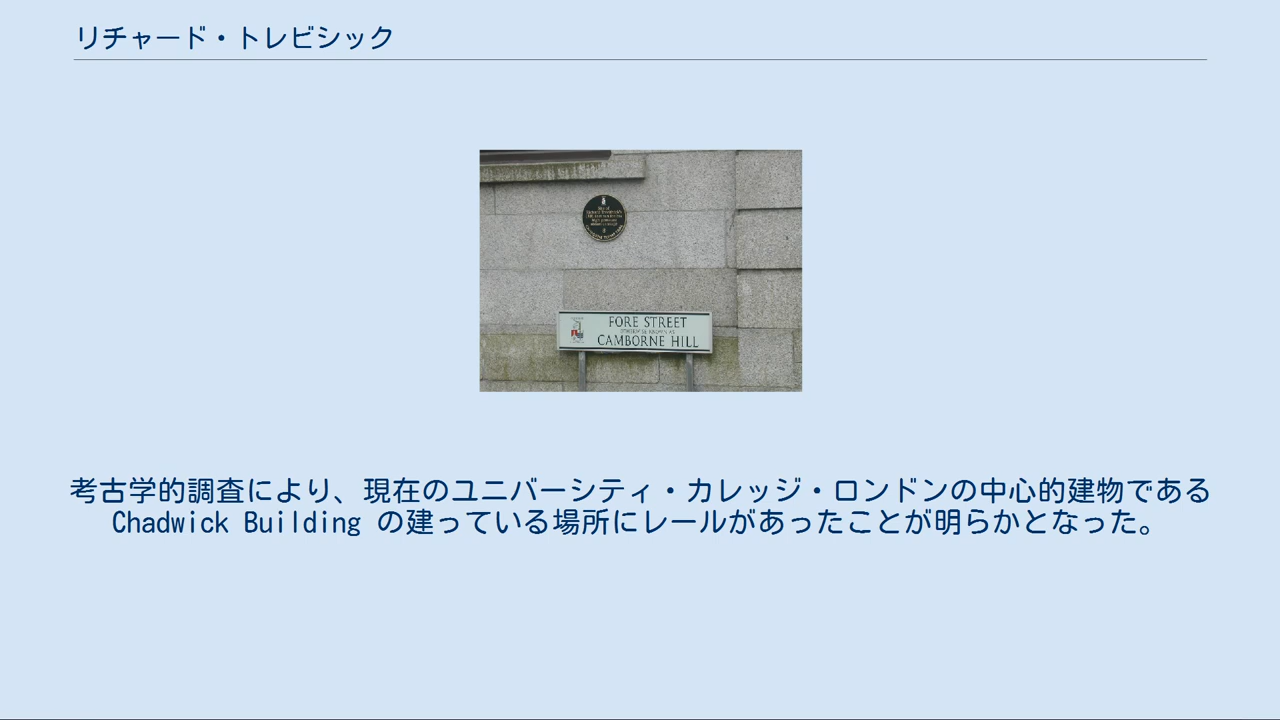 リチャード・トレビシック
FORE STREET
FORMERLY KNOWN AS
CAMBORNE HILL
考古学的調査により、現在のユニバーシティ・カレッジ・ロンドンの中心的建物である
Chadwick Building の建っている場所にレールがあったことが明らかとなった。